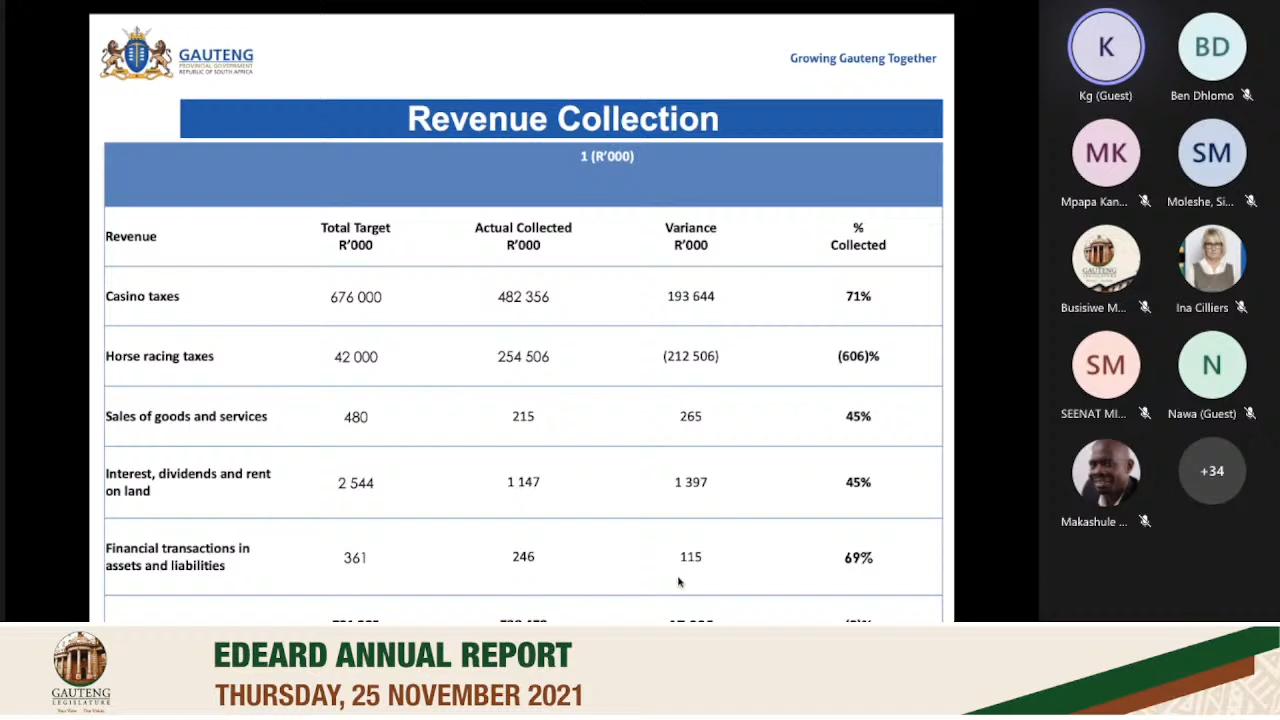 GAUTENG
PROVINCIAL GOVERNMENT
REPUBLIC OF SOUTH AFRICA
Growing Gauteng Together
Revenue Collection
1 (R’000)
Revenue Total Target R’000 Actual Collected R’000 Variance R’000 % Collected
Casino taxes 676 000 482 356 193 644 71%
Horse racing taxes 42 000 254 506 (212 506) (606)%
Sales of goods and services 480 215 265 45%
Interest, dividends and rent on land 2 544 1 147 1 397 45%
Financial transactions in assets and liabilities 361 246 115 69%
K BD
Kg (Guest) Ben Dhlomo
MK SM
Mpapa Kan... Moleshe, Si...
GAUTENG
Busisiwe M... Ina Cilliers
SM N
SEENAT MI... Nawa (Guest)
+34
Makashule ...
GAUTENG
LEGISLATURE
Your View Our Vision
EDEARD ANNUAL REPORT
THURSDAY, 25 NOVEMBER 2021